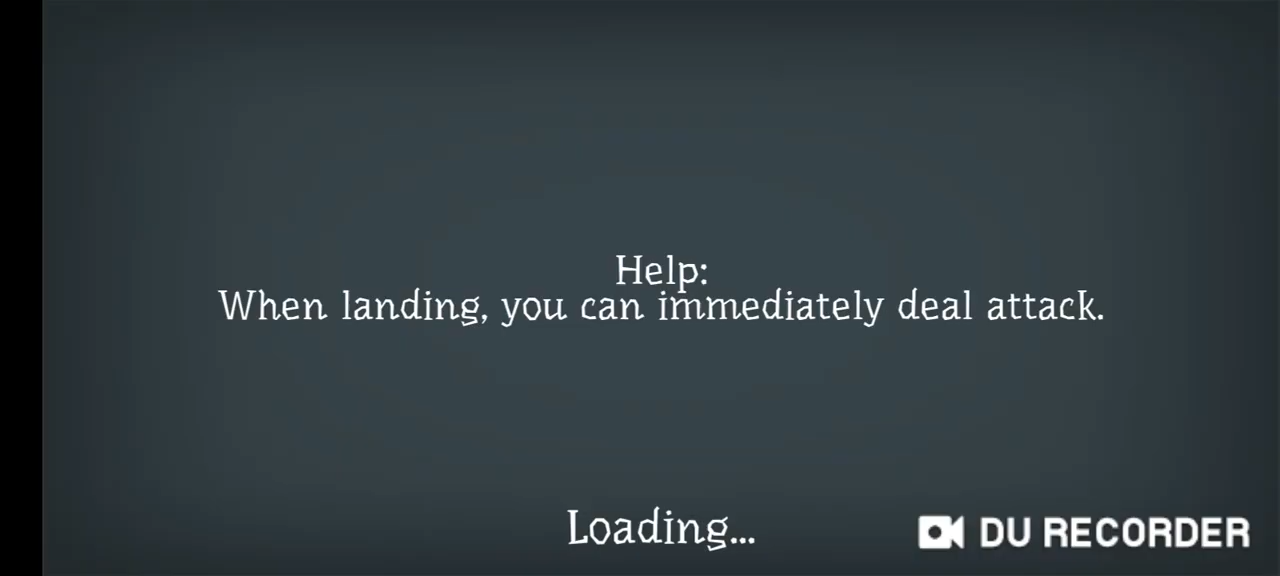 Help:
When landing, you can immediately deal attack.
Loading...
DU RECORDER